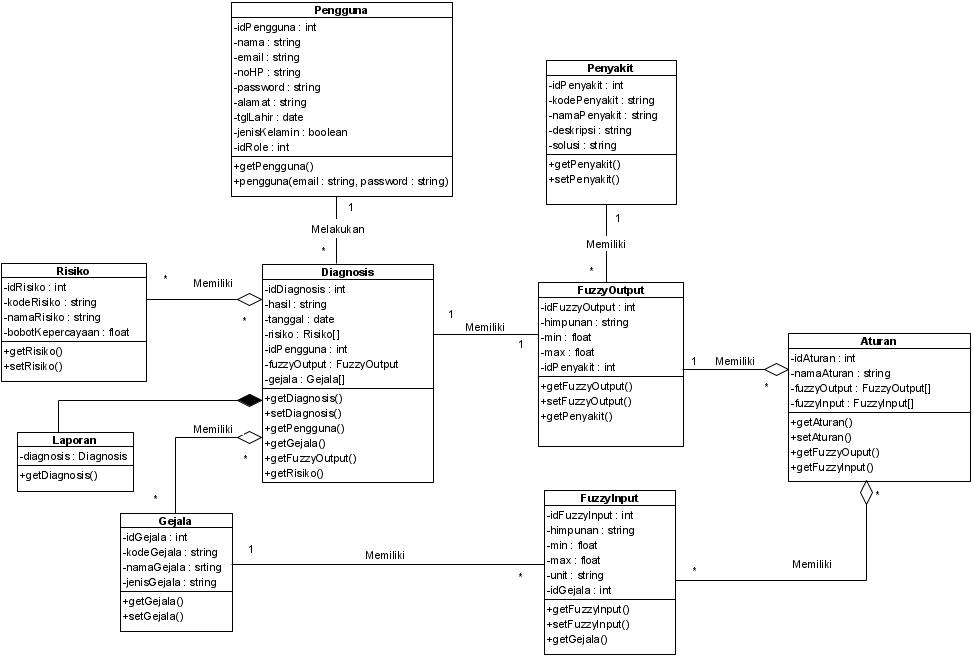 Pengguna
-idPengguna : int
-nama : string
-email : string
-noHP : string
-password : string
-alamat : string
-tglLahir : date
-jenisKelamin : boolean
-idRole : int
+getPengguna()
+pengguna(email : string, password : string)
1
Melakukan
*
Penyakit
-idPenyakit : int
-kodePenyakit : string
-namaPenyakit : string
-deskripsi : string
-solusi : string
+getPenyakit()
+setPenyakit()
1
Memiliki
*
Risiko
-idRisiko : int
-kodeRisiko : string
-namaRisiko : string
-bobotKepercayaan : float
+getRisiko()
+setRisiko()
*
Memiliki
*
Diagnosis
-idDiagnosis : int
-hasil : string
-tanggal : date
-risiko : Risiko[]
-idPengguna : int
-fuzzyOutput : FuzzyOutput
-gejala : Gejala[]
+getDiagnosis()
+setDiagnosis()
+getPengguna()
+getGejala()
+getFuzzyOutput()
+getRisiko()
1
Memiliki
1
FuzzyOutput
-idFuzzyOutput : int
-himpunan : string
-min : float
-max : float
-idPenyakit : int
+getFuzzyOutput()
+setFuzzyOutput()
+getPenyakit()
1
Memiliki
*
Aturan
-idAturan : int
-namaAturan : string
-fuzzyOutput : FuzzyOutput[]
-fuzzyInput : FuzzyInput[]
+getAturan()
+setAturan()
+getFuzzyOuput()
+getFuzzyInput()
*
Laporan
-diagnosis : Diagnosis
+getDiagnosis()
Memiliki
*
*
Gejala
-idGejala : int
-kodeGejala : string
-namaGejala : srting
-jenisGejala : string
+getGejala()
+setGejala()
1
Memiliki
*
FuzzyInput
-idFuzzyInput : int
-himpunan : string
-min : float
-max : float
-unit : string
-idGejala : int
+getFuzzyInput()
+setFuzzyInput()
+getGejala()
*
Memiliki